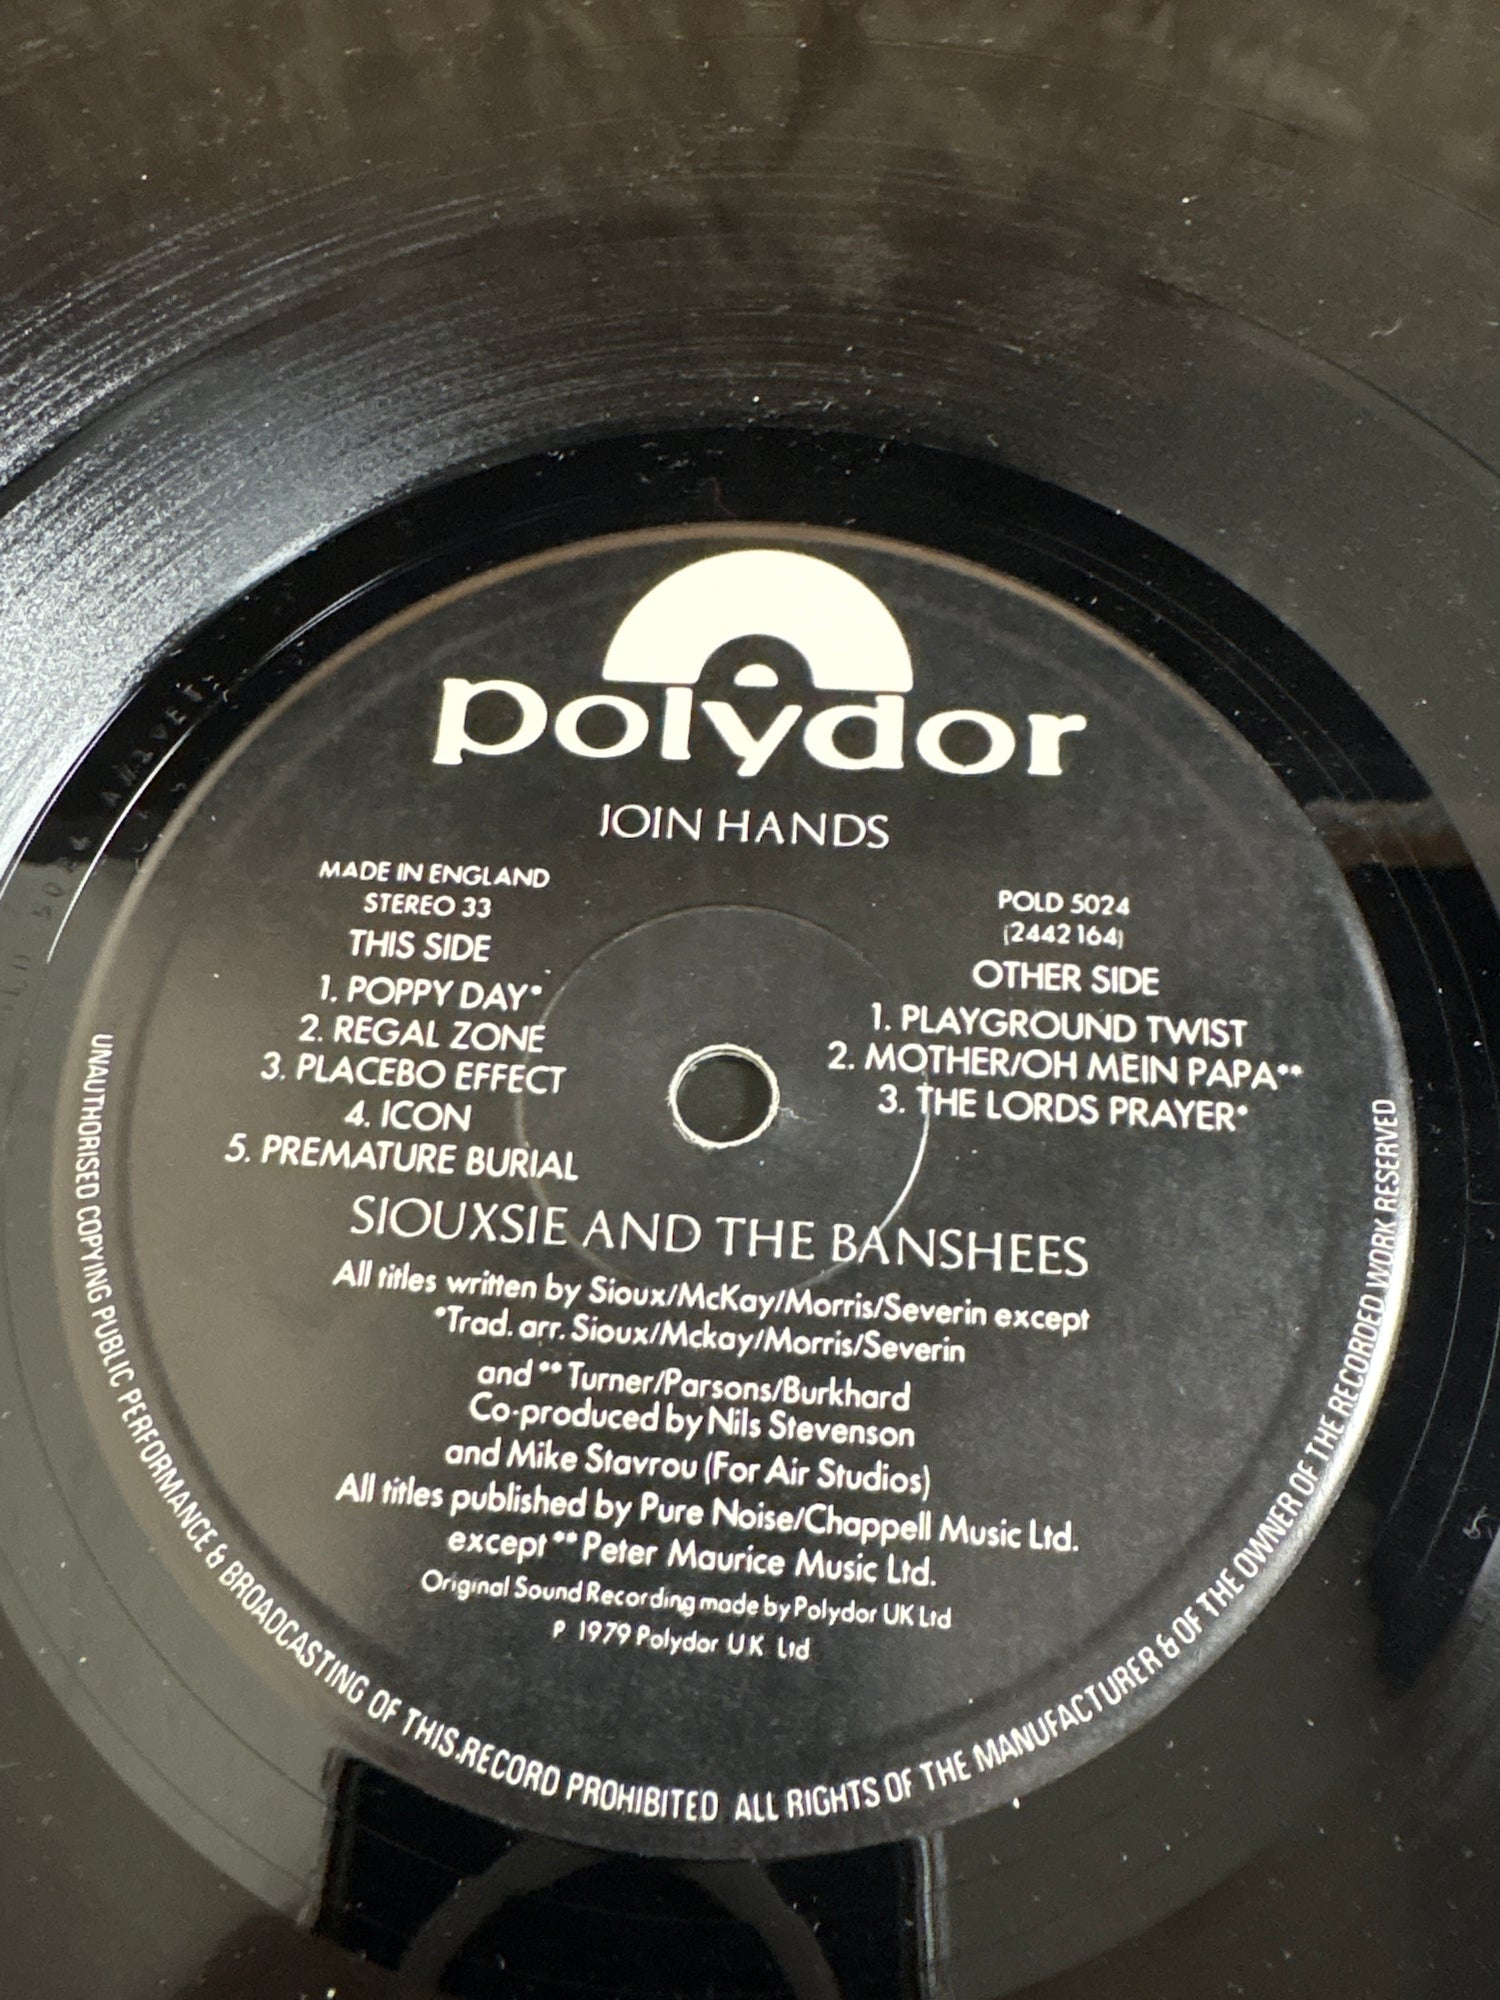 polydor
JOIN HANDS
MADE IN ENGLAND
STEREO 33
THIS SIDE
1. POPPY DAY*
2. REGAL ZONE
3. PLACEBO EFFECT
4. ICON
5. PREMATURE BURIAL
POLD 5024
(2442 164)
OTHER SIDE
1. PLAYGROUND TWIST
2. MOTHER/OH MEIN PAPA**
3. THE LORDS PRAYER*
SIOUXSIE AND THE BANSHEES
All titles written by Sioux/McKay/Morris/Severin except
*Trad. arr. Sioux/Mckay/Morris/Severin
and ** Turner/Parsons/Burkhard
Co-produced by Nils Stevenson
and Mike Stavrou (For Air Studios)
All titles published by Pure Noise/Chappell Music Ltd.
except ** Peter Maurice Music Ltd.
Original Sound Recording made by Polydor UK Ltd
P 1979 Polydor U K Ltd
UNAUTHORISED COPYING PUBLIC PERFORMANCE & BROADCASTING OF THIS RECORD PROHIBITED ALL RIGHTS OF THE MANUFACTURER & OF THE OWNER OF THE RECORDED WORK RESERVED